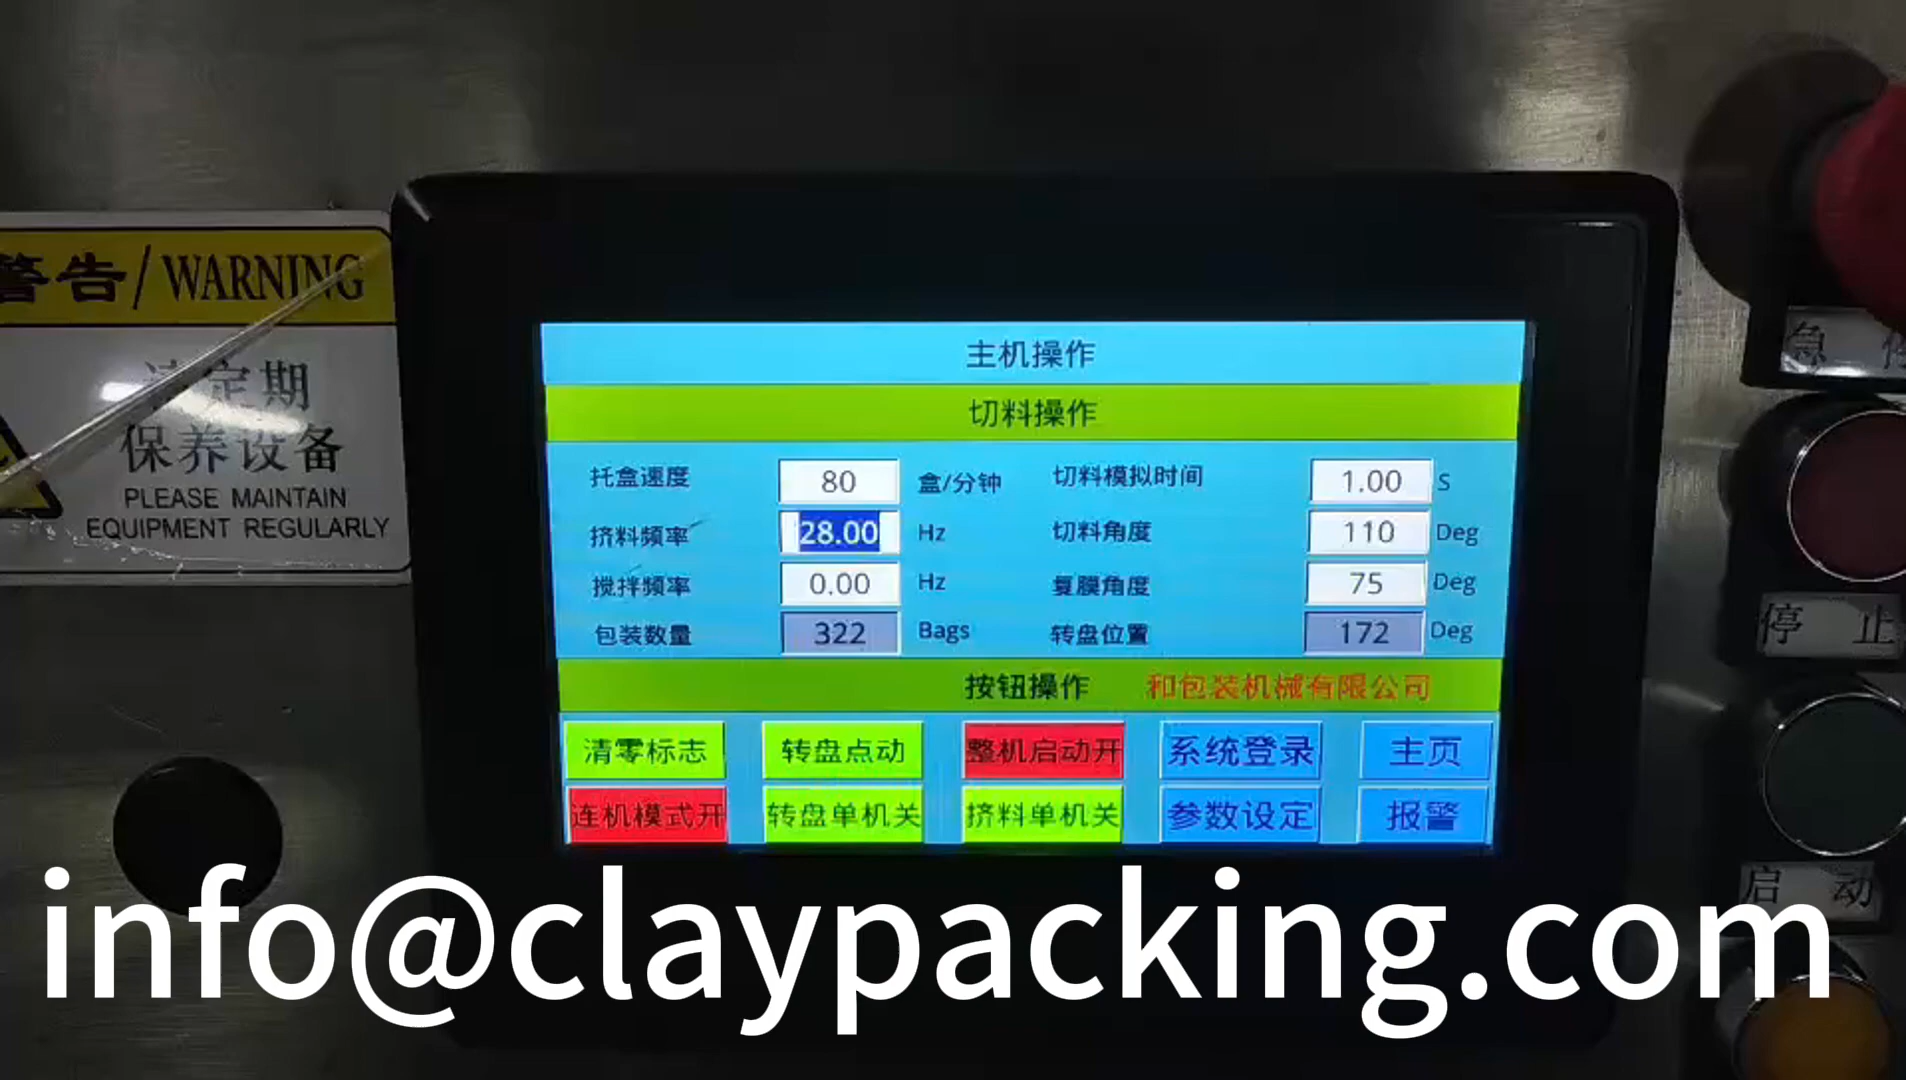 警告/WARNING
请定期
保养设备
PLEASE MAINTAIN
EQUIPMENT REGULARLY
主机操作
切料操作
托盒速度 80 盒/分钟 切料模拟时间 1.00 S
挤料频率 28.00 Hz 切料角度 110 Deg
搅拌频率 0.00 Hz 复膜角度 75 Deg
包装数量 322 Bags 转盘位置 172 Deg
按钮操作 和包装机械有限公司
清零标志 转盘点动 整机启动开 系统登录 主页
连机模式开 转盘单机关 挤料单机关 参数设定 报警
急
停 止
启 动
info@claypacking.com